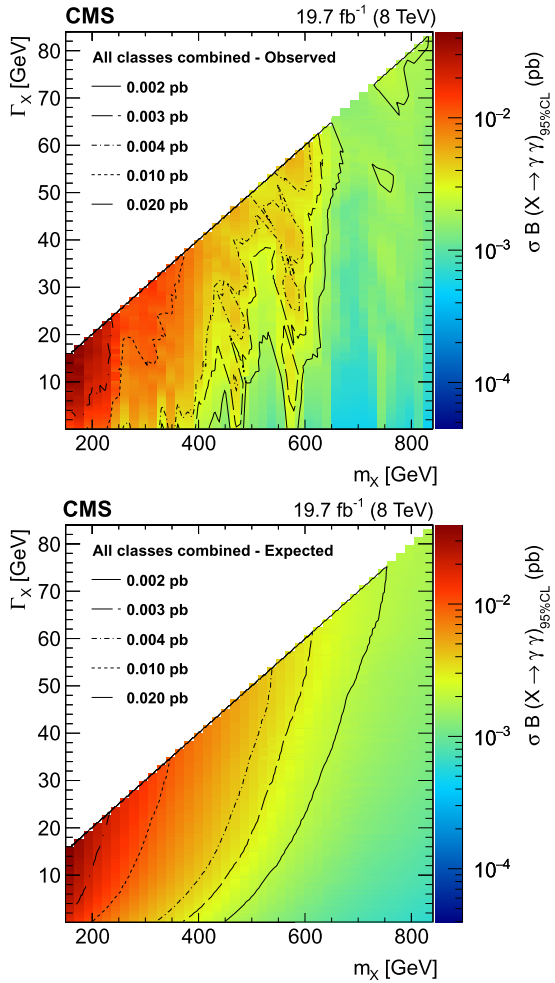 CMS 19.7 fb⁻¹ (8 TeV)
Γ_X [GeV]
All classes combined - Observed
0.002 pb
0.003 pb
0.004 pb
0.010 pb
0.020 pb
80
70
60
50
40
30
20
10
200 400 600 800
m_X [GeV]
10⁻²
10⁻³
10⁻⁴
σ B (X → γ γ)_95%CL (pb)
CMS 19.7 fb⁻¹ (8 TeV)
Γ_X [GeV]
All classes combined - Expected
0.002 pb
0.003 pb
0.004 pb
0.010 pb
0.020 pb
80
70
60
50
40
30
20
10
200 400 600 800
m_X [GeV]
10⁻²
10⁻³
10⁻⁴
σ B (X → γ γ)_95%CL (pb)